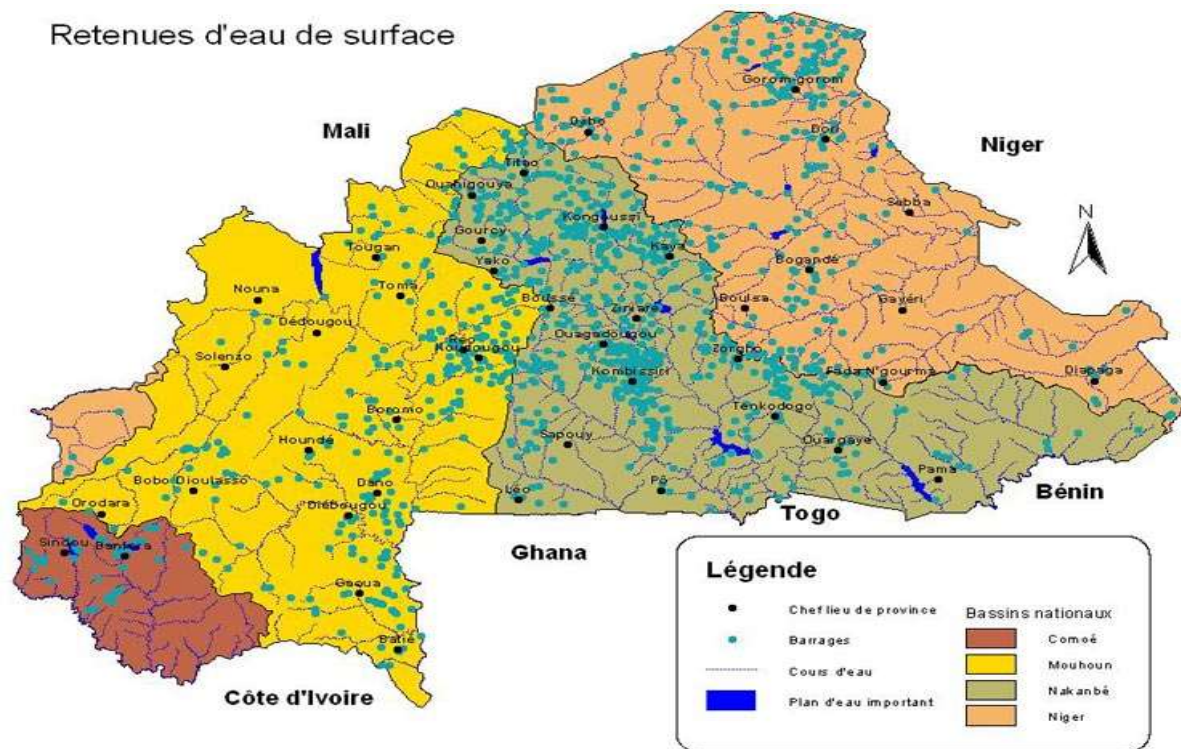 Retenues d'eau de surface
Mali
Niger
N
Gorom-gorom
Djibo
Dori
Titao
Ouahigouya
Sebba
Kongoussi
Gourcy
Kaya
Tougan
Yako
Bogandé
Nouna
Toma
Boussé
Boulsa
Gayéri
Ziniaré
Dédougou
Ouagadougou
Réo
Koudougou
Zorgho
Solenzo
Kombissiri
Fada N'gourma
Diapaga
Boromo
Tenkodogo
Houndé
Sapouy
Ouargaye
Pama
Bobo Dioulasso
Dano
Léo
Pô
Bénin
Orodara
Diébougou
Togo
Sindou
Banfora
Ghana
Gaoua
Batié
Côte d'Ivoire
Légende
Chef lieu de province
Barrages
Cours d'eau
Plan d'eau important
Bassins nationaux
Comoé
Mouhoun
Nakanbé
Niger